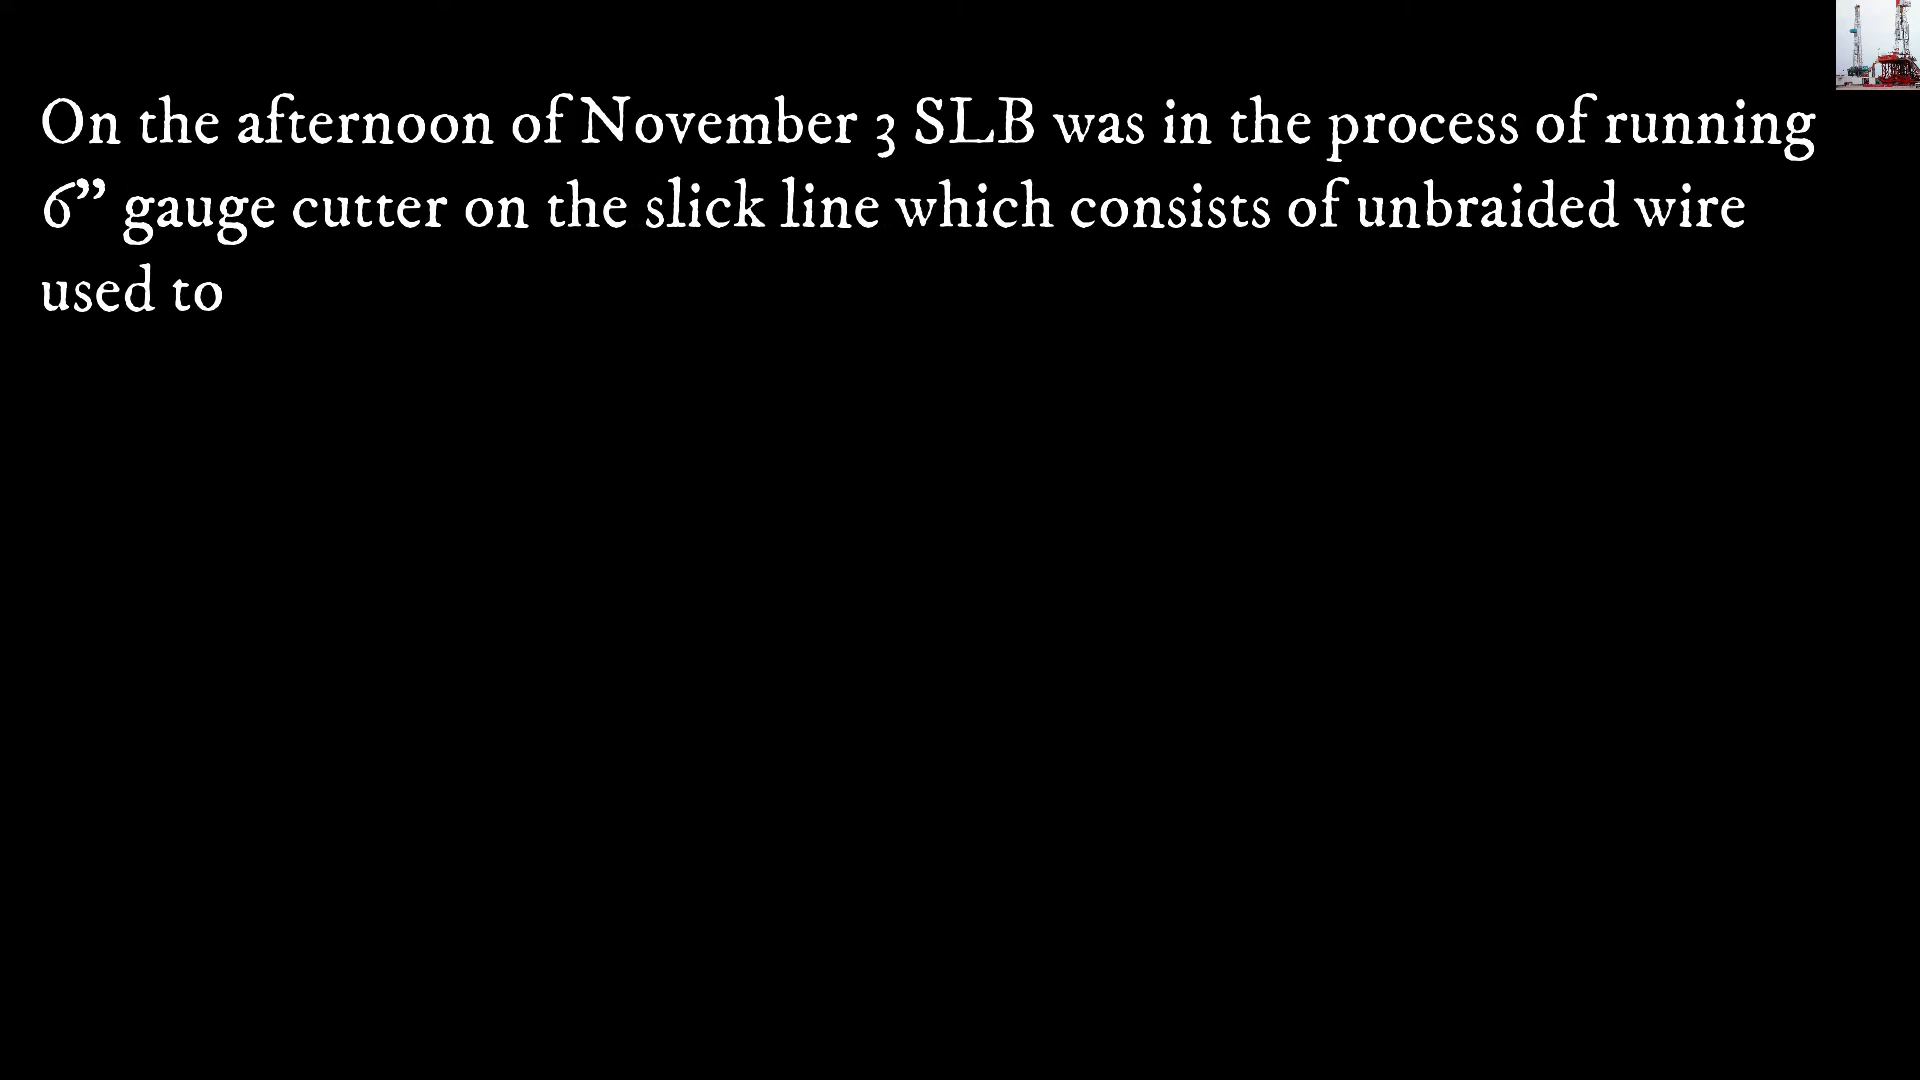 On the afternoon of November 3 SLB was in the process of running
6” gauge cutter on the slick line which consists of unbraided wire
used to